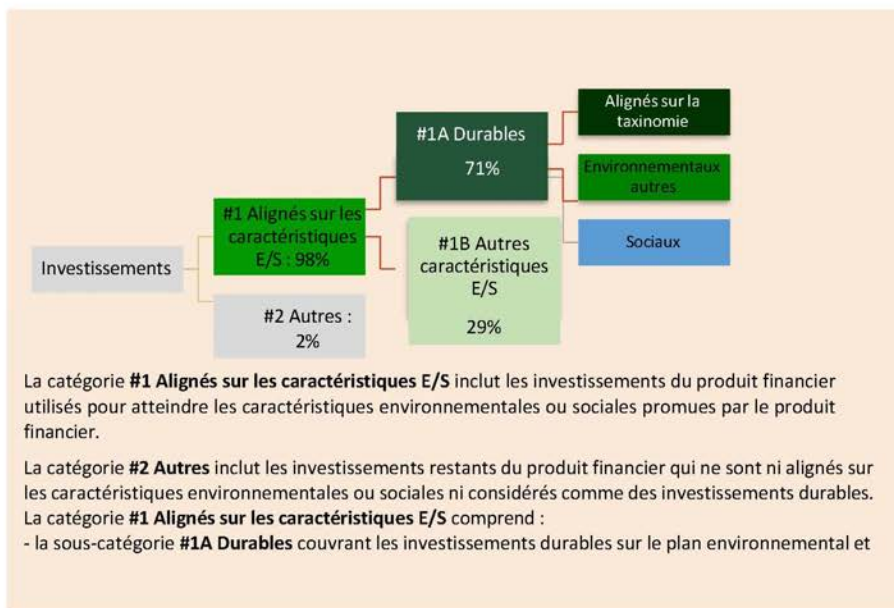 Investissements
#1 Alignés sur les
caractéristiques
E/S : 98%
#2 Autres :
2%
#1A Durables
71%
#1B Autres
caractéristiques
E/S
29%
Alignés sur la
taxinomie
Environnementaux
autres
Sociaux
La catégorie #1 Alignés sur les caractéristiques E/S inclut les investissements du produit financier
utilisés pour atteindre les caractéristiques environnementales ou sociales promues par le produit
financier.
La catégorie #2 Autres inclut les investissements restants du produit financier qui ne sont ni alignés sur
les caractéristiques environnementales ou sociales ni considérés comme des investissements durables.
La catégorie #1 Alignés sur les caractéristiques E/S comprend :
- la sous-catégorie #1A Durables couvrant les investissements durables sur le plan environnemental et